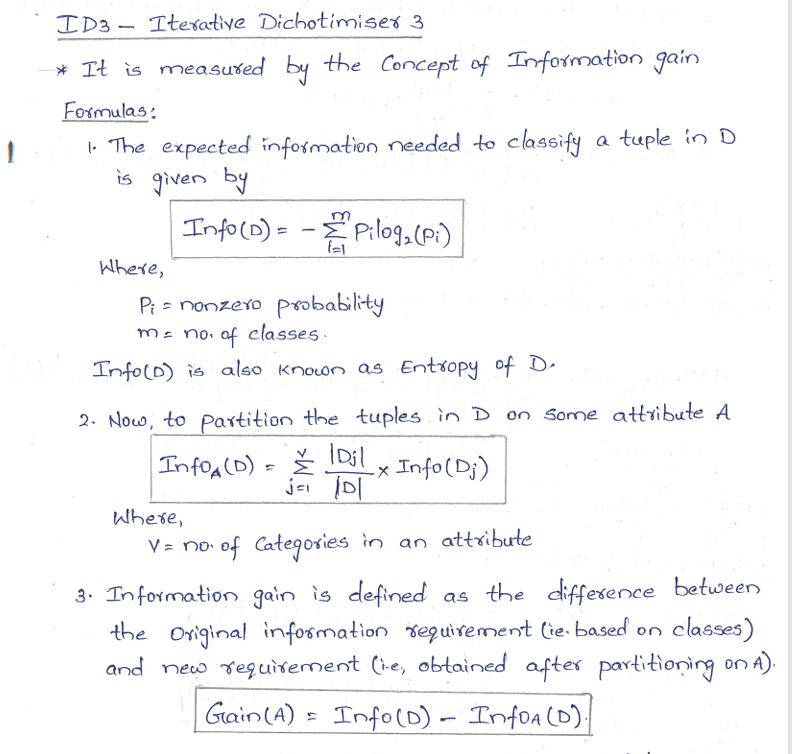 ID3 – Iterative Dichotimiser 3
* It is measured by the Concept of Information gain
Formulas:
1. The expected information needed to classify a tuple in D
is given by
Info(D) = - m Σ i=1 Pi log₂(Pi)
Where,
Pi = nonzero probability
m = no. of classes.
Info(D) is also known as Entropy of D.
2. Now, to partition the tuples in D on some attribute A
InfoA(D) = v Σ j=1 |Dj| / |D| × Info(Dj)
Where,
V = no. of Categories in an attribute
3. Information gain is defined as the difference between
the Original information requirement (ie. based on classes)
and new requirement (i.e, obtained after partitioning on A).
Gain(A) = Info(D) – InfoA(D).